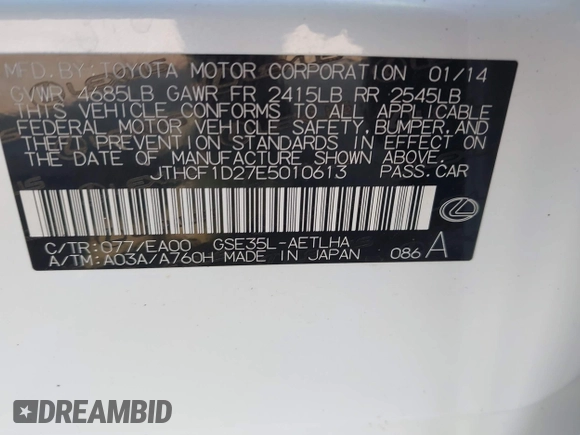 MFD. BY: TOYOTA MOTOR CORPORATION 01/14
GVWR 4685LB GAWR FR 2415LB RR 2545LB
THIS VEHICLE CONFORMS TO ALL APPLICABLE
FEDERAL MOTOR VEHICLE SAFETY, BUMPER, AND
THEFT PREVENTION STANDARDS IN EFFECT ON
THE DATE OF MANUFACTURE SHOWN ABOVE.
JTHCF1D27E5010613 PASS. CAR
C/TR:077/EA00 GSE35L-AETLHA
A/TM:A03A/A760H MADE IN JAPAN 086 A
DREAMBID